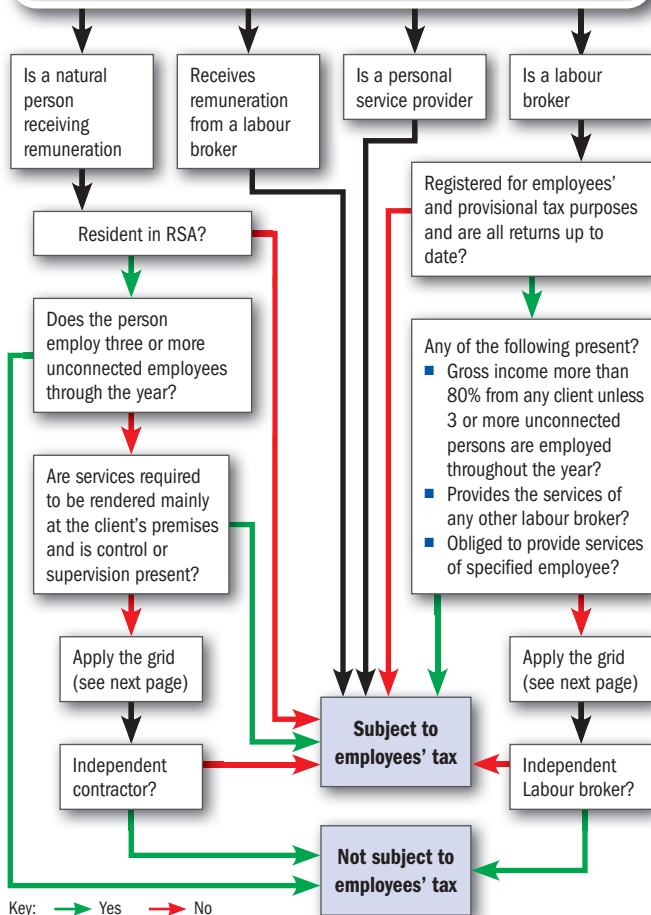 Is a natural
person
receiving
remuneration
Receives
remuneration
from a labour
broker
Is a personal
service provider
Is a labour
broker
Resident in RSA?
Registered for employees'
and provisional tax purposes
and are all returns up to
date?
Does the person
employ three or more
unconnected employees
through the year?
Any of the following present?
■ Gross income more than
80% from any client unless
3 or more unconnected
persons are employed
throughout the year?
■ Provides the services of
any other labour broker?
■ Obliged to provide services
of specified employee?
Are services required
to be rendered mainly
at the client's premises
and is control or
supervision present?
Apply the grid
(see next page)
Apply the grid
(see next page)
Independent
contractor?
Subject to
employees' tax
Independent
Labour broker?
Not subject to
employees' tax
Key: Yes No